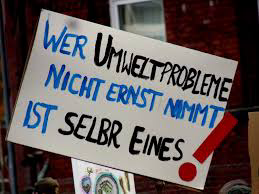 WER UMWELTPROBLEME
NICHT ERNST NIMMT
IST SELBR EINES!